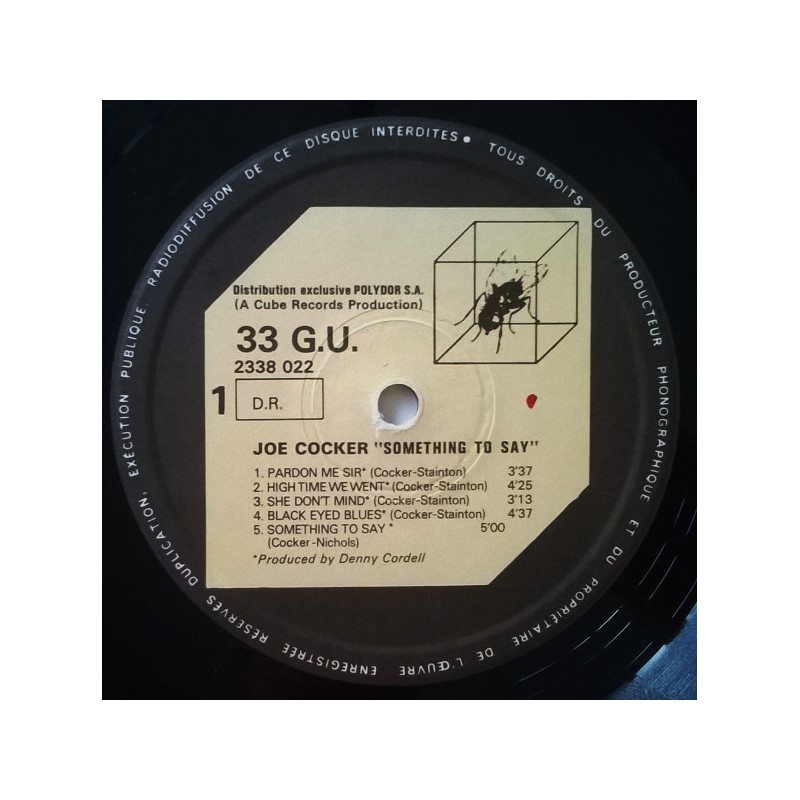 TOUS DROITS DU PRODUCTEUR PHONOGRAPHIQUE ET DU PROPRIÉTAIRE DE L'ŒUVRE ENREGISTRÉE RÉSERVÉS DUPLICATION, EXÉCUTION PUBLIQUE, RADIODIFFUSION DE CE DISQUE INTERDITES •
Distribution exclusive POLYDOR S.A.
(A Cube Records Production)
33 G.U.
2338 022
1 D.R.
JOE COCKER "SOMETHING TO SAY"
1. PARDON ME SIR* (Cocker-Stainton) 3'37
2. HIGH TIME WE WENT* (Cocker-Stainton) 4'25
3. SHE DON'T MIND* (Cocker-Stainton) 3'13
4. BLACK EYED BLUES* (Cocker-Stainton) 4'37
5. SOMETHING TO SAY * 5'00
(Cocker-Nichols)
*Produced by Denny Cordell